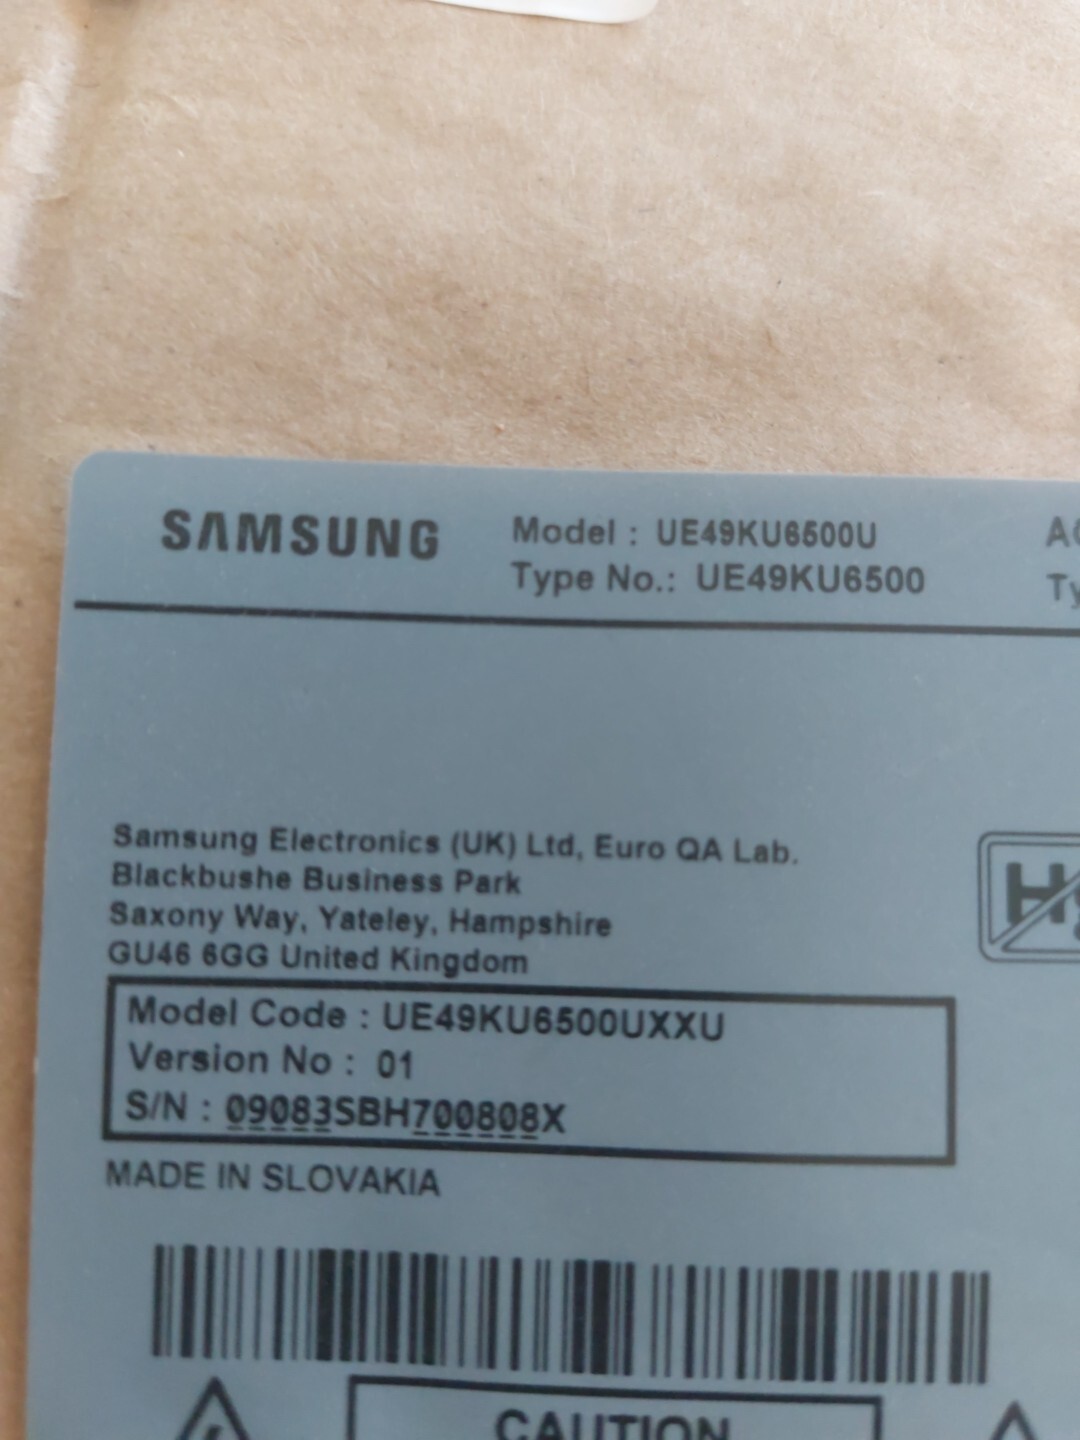 SAMSUNG
Model : UE49KU6500U
Type No.: UE49KU6500
Samsung Electronics (UK) Ltd, Euro QA Lab.
Blackbushe Business Park
Saxony Way, Yateley, Hampshire
GU46 6GG United Kingdom
Model Code : UE49KU6500UXXU
Version No : 01
S/N : 09083SBH700808X
MADE IN SLOVAKIA
CAUTION